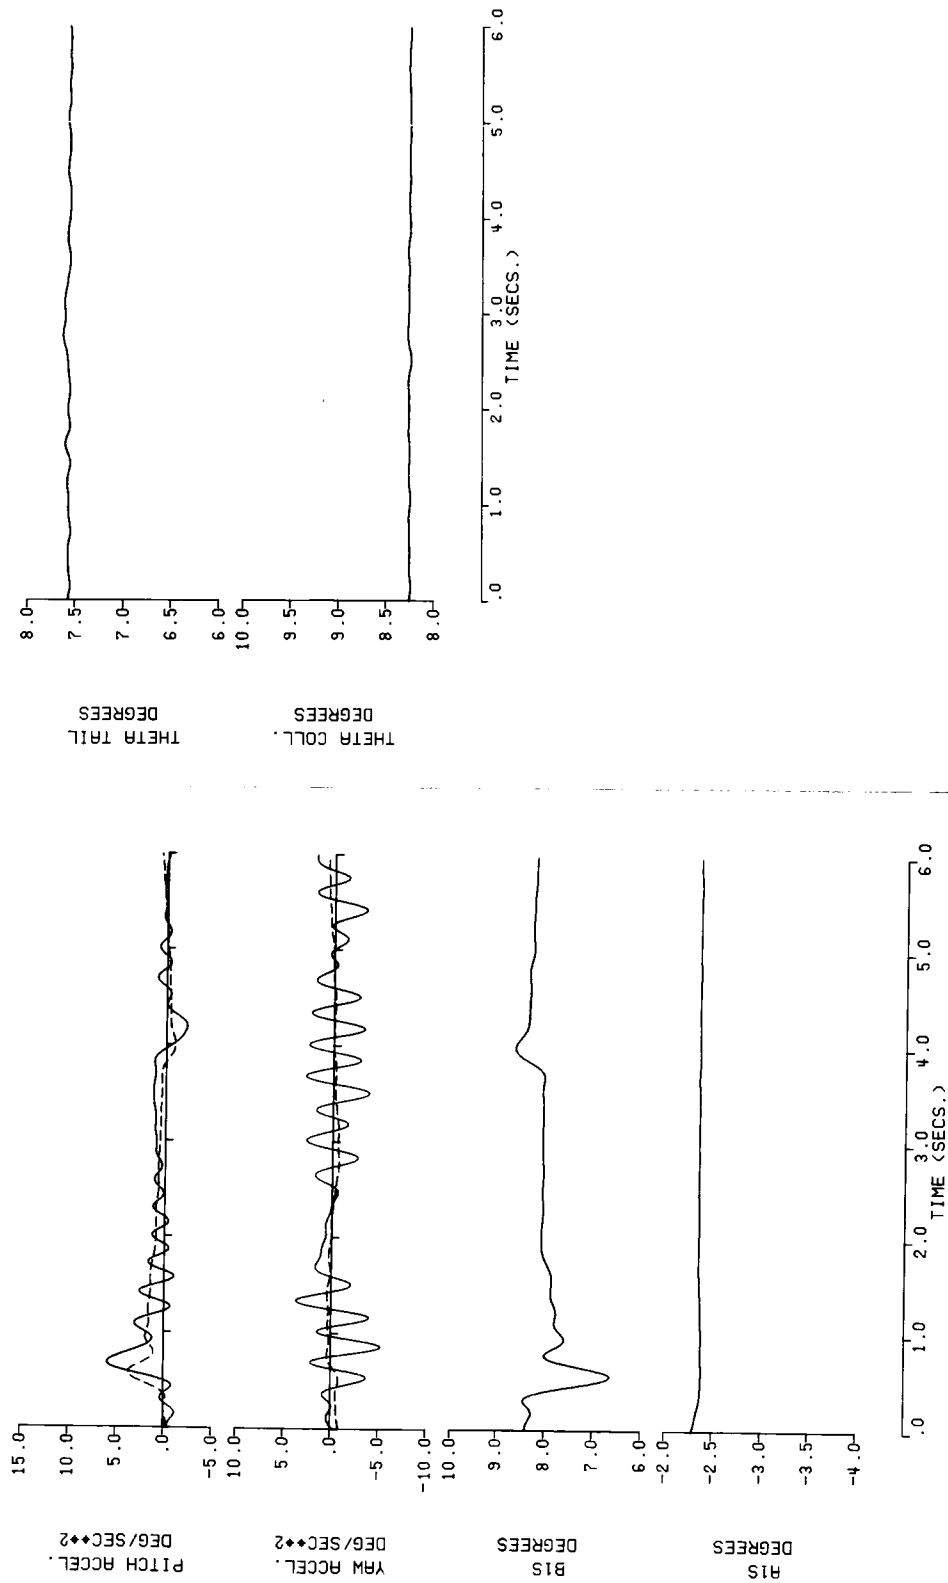 PITCH ACCEL.
DEG/SEC**2
15.0
10.0
5.0
.0
-5.0
YAW ACCEL.
DEG/SEC**2
10.0
5.0
.0
-5.0
-10.0
B1S
DEGREES
10.0
8.0
7.0
6.0
A1S
DEGREES
-2.0
-2.5
-3.0
-3.5
-4.0
.0 1.0 2.0 3.0 4.0 5.0 6.0
TIME (SECS.)
THETA TAIL
DEGREES
8.0
7.5
7.0
6.5
6.0
THETA COLL.
DEGREES
10.0
9.5
9.0
8.5
8.0
.0 1.0 2.0 3.0 4.0 5.0 6.0
TIME (SECS.)